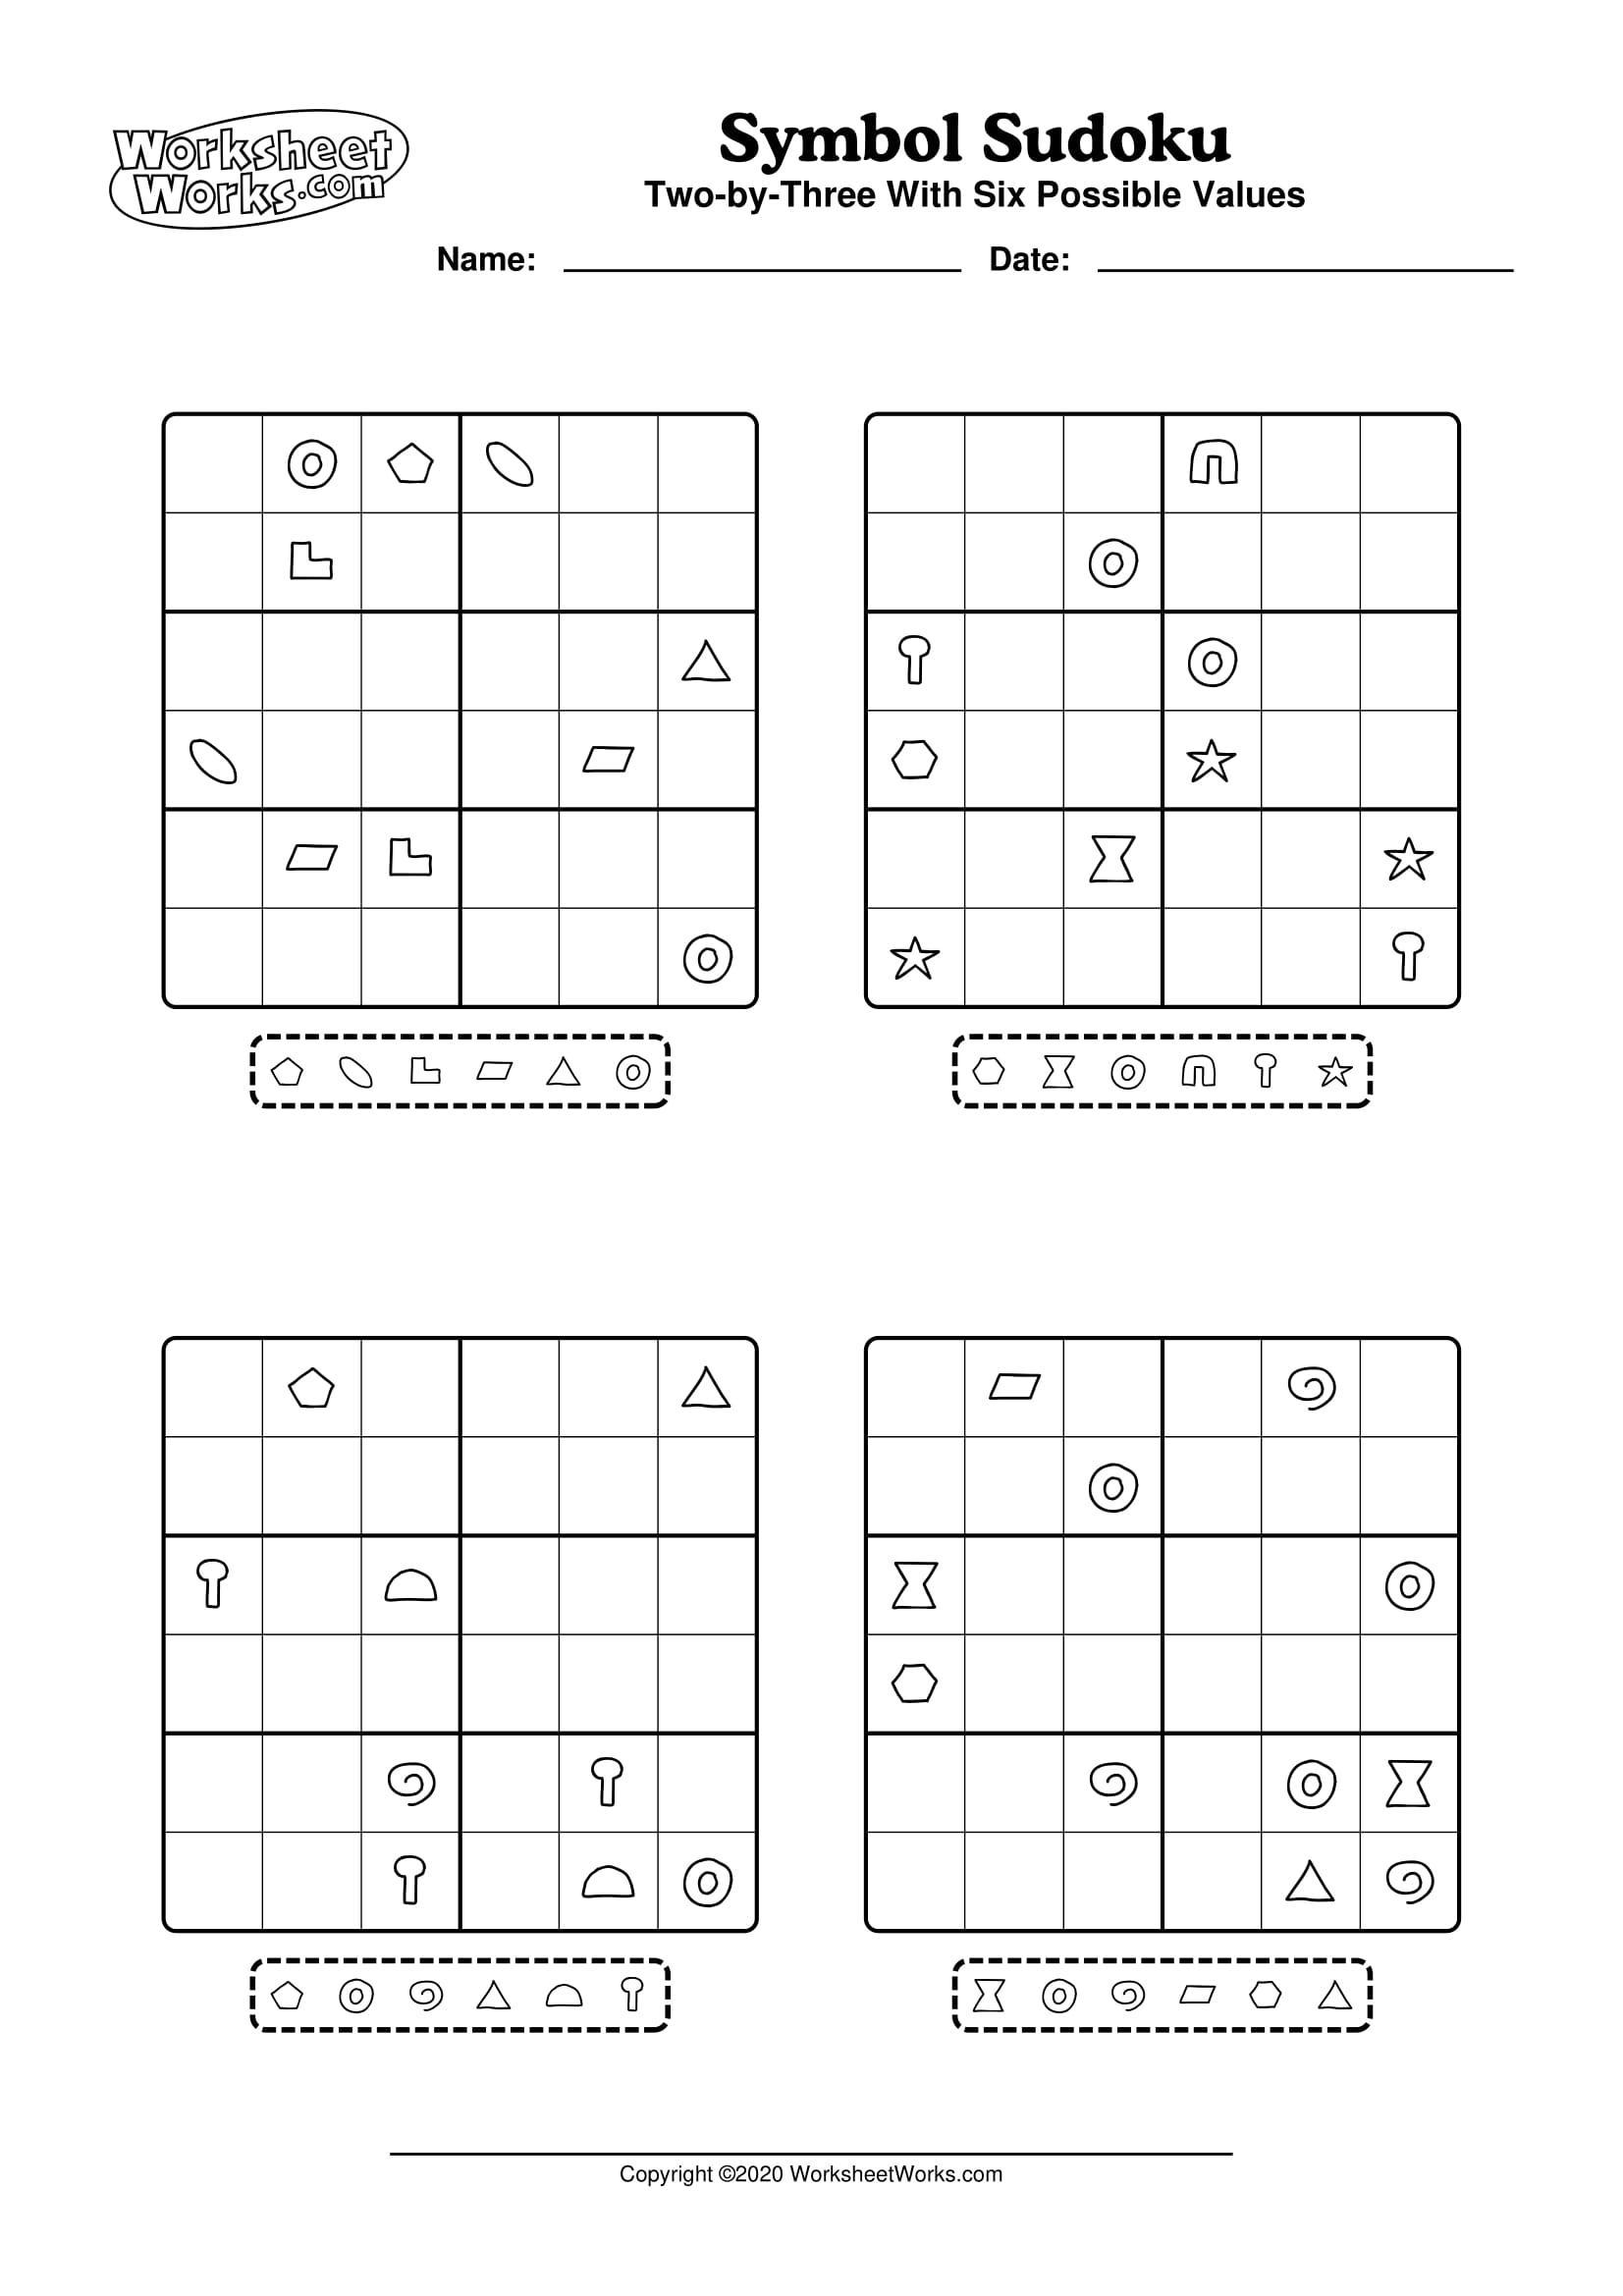 Worksheet
Works.com
Symbol Sudoku
Two-by-Three With Six Possible Values
Name: Date:
Copyright ©2020 WorksheetWorks.com